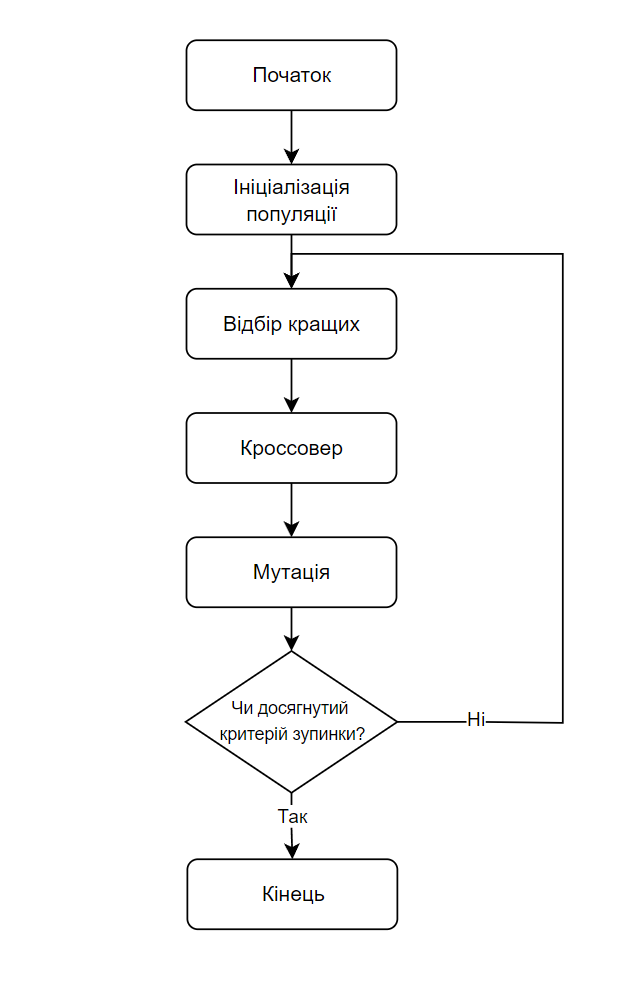 Початок
Ініціалізація
популяції
Відбір кращих
Кроссовер
Мутація
Чи досягнутий
критерій зупинки?
Ні
Так
Кінець